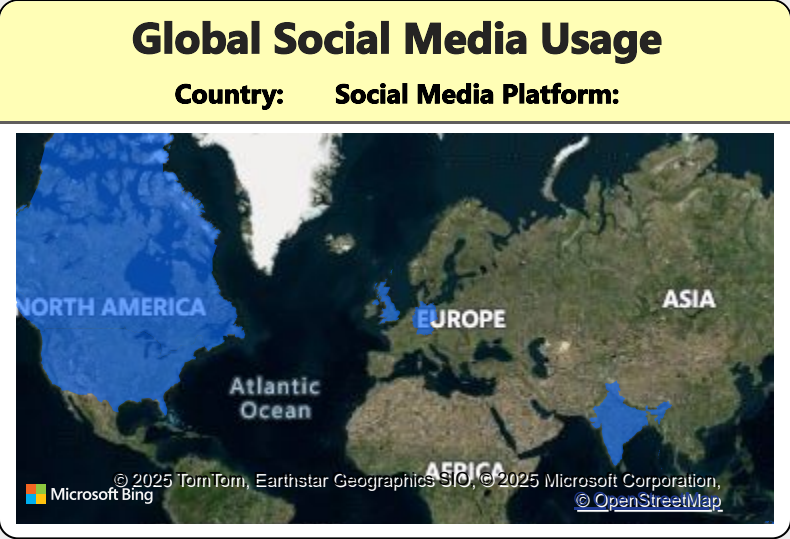 Global Social Media Usage
Country: Social Media Platform:
NORTH AMERICA
EUROPE
ASIA
Atlantic
Ocean
AFRICA
© 2025 TomTom, Earthstar Geographics SIO, © 2025 Microsoft Corporation,
Microsoft Bing
© OpenStreetMap